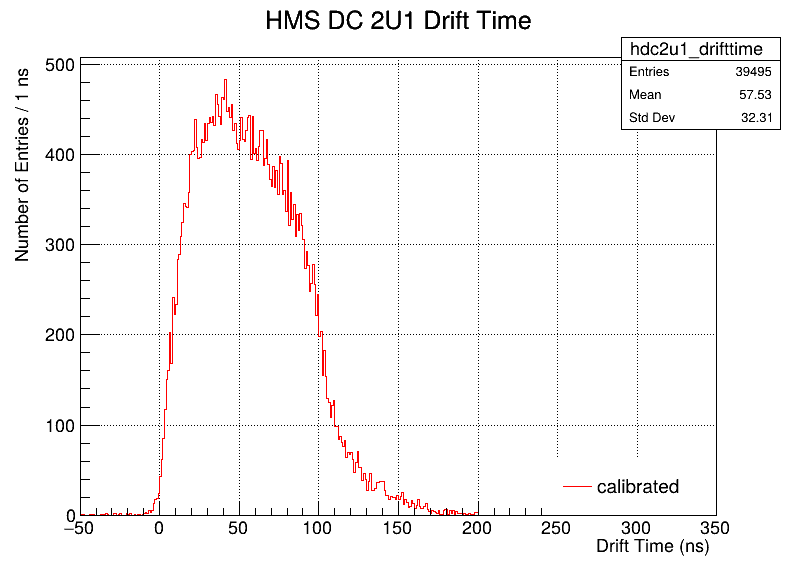 HMS DC 2U1 Drift Time
hdc2u1_drifttime
Entries 39495
Mean 57.53
Std Dev 32.31
Number of Entries / 1 ns
500
400
300
200
100
0
−50 0 50 100 150 200 250 300 350
calibrated
Drift Time (ns)